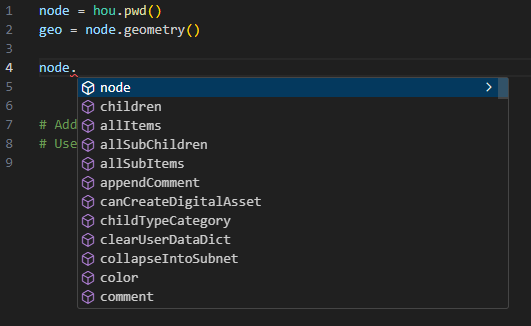 1 node = hou.pwd()
2 geo = node.geometry()
3
4 node.
5 node
children
6 allItems
7 # Add allSubChildren
8 # Use allSubItems
9 appendComment
canCreateDigitalAsset
childTypeCategory
clearUserDataDict
collapseIntoSubnet
color
comment